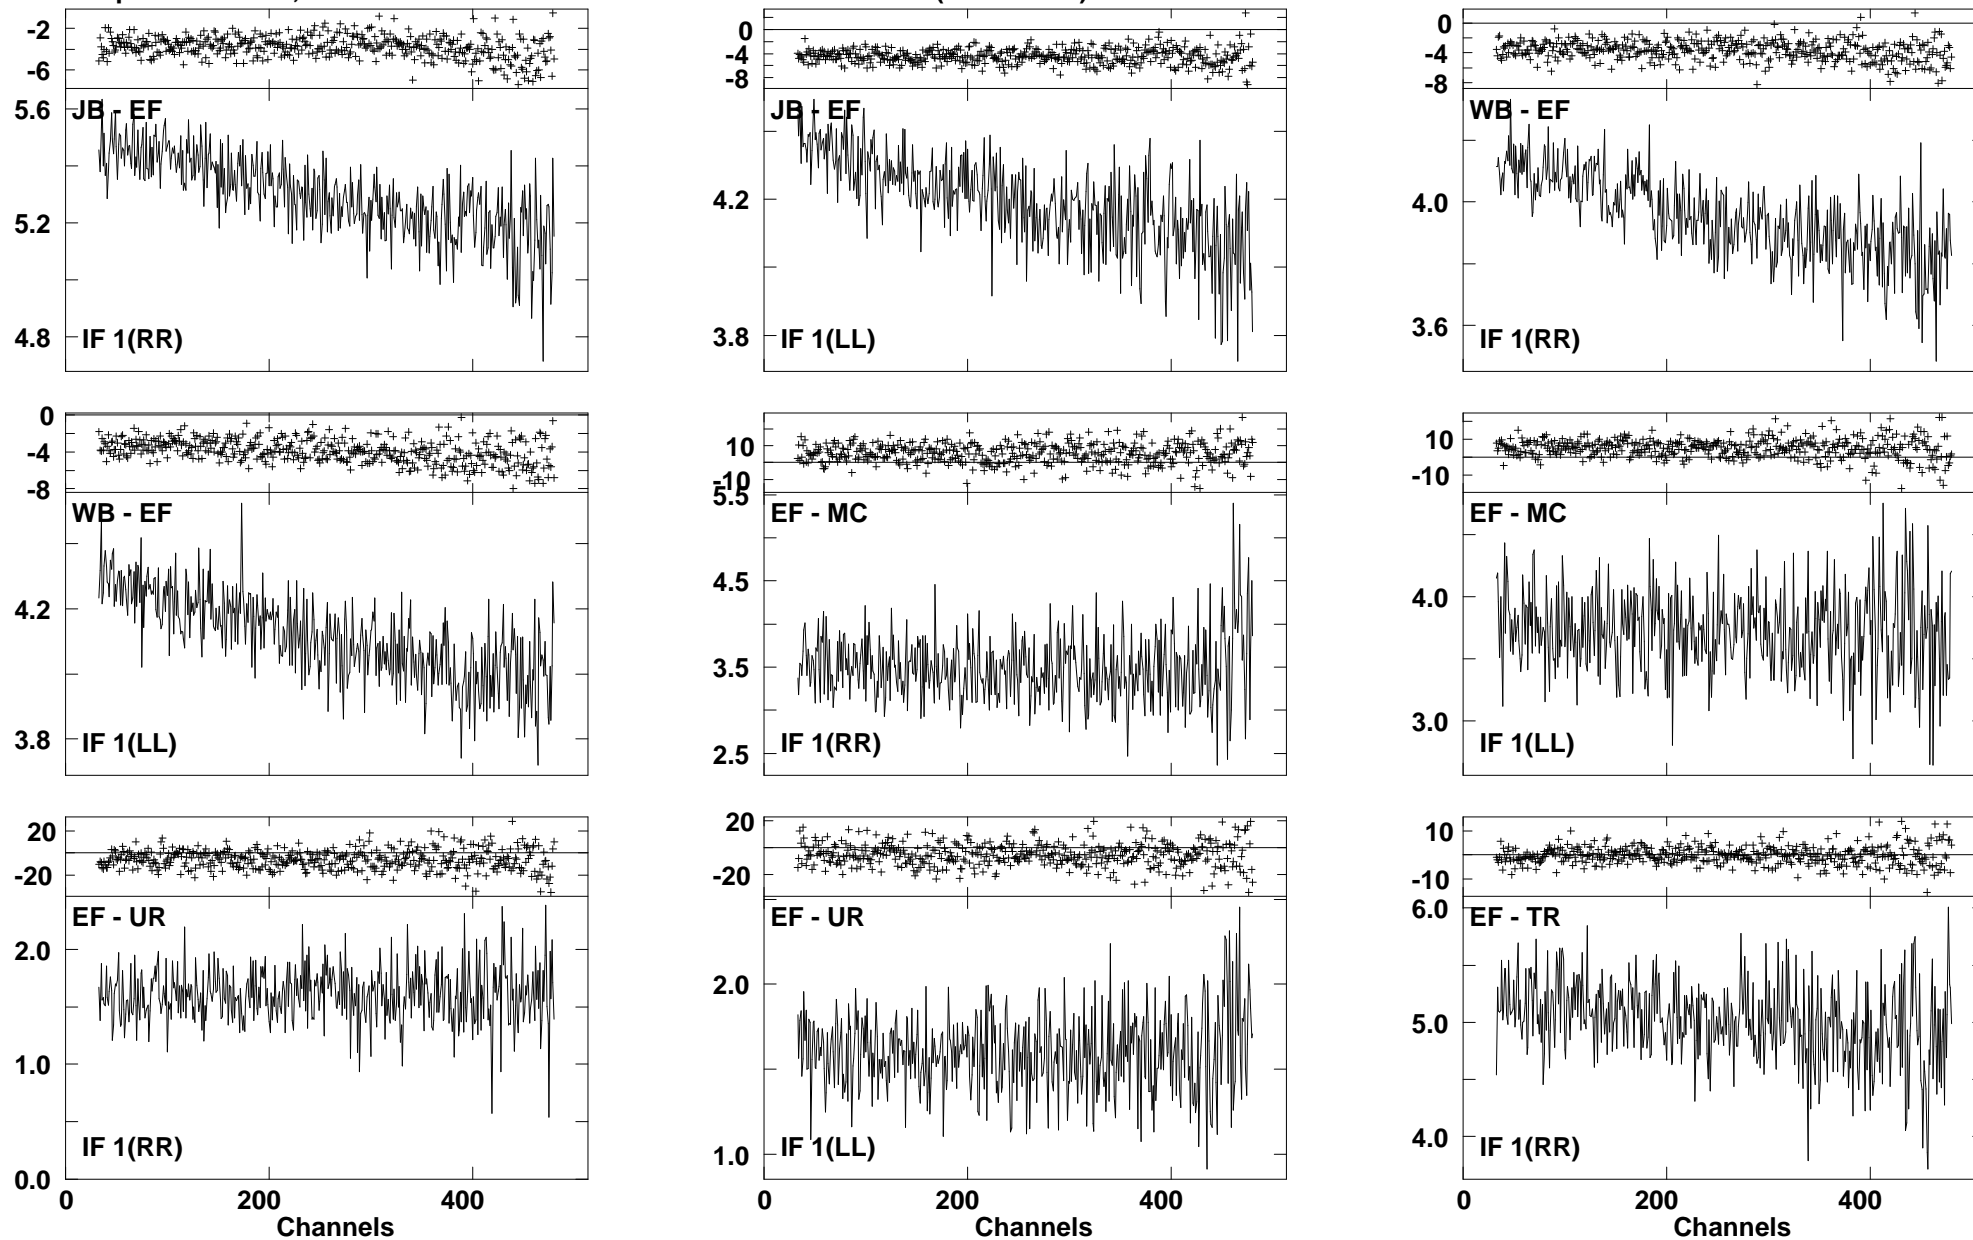 -2
-6
5.6
JB - EF
5.2
4.8
IF 1(RR)
0
-4
-8
JB - EF
4.2
3.8
IF 1(LL)
0
-4
-8
WB - EF
4.0
3.6
IF 1(RR)
0
-4
-8
WB - EF
4.2
3.8
IF 1(LL)
10
-10
5.5
EF - MC
4.5
3.5
2.5
IF 1(RR)
10
-10
EF - MC
4.0
3.0
IF 1(LL)
20
-20
EF - UR
2.0
1.0
0.0
IF 1(RR)
0 200 400
Channels
20
-20
EF - UR
2.0
1.0
IF 1(LL)
0 200 400
Channels
10
-10
6.0
EF - TR
5.0
4.0
IF 1(RR)
0 200 400
Channels